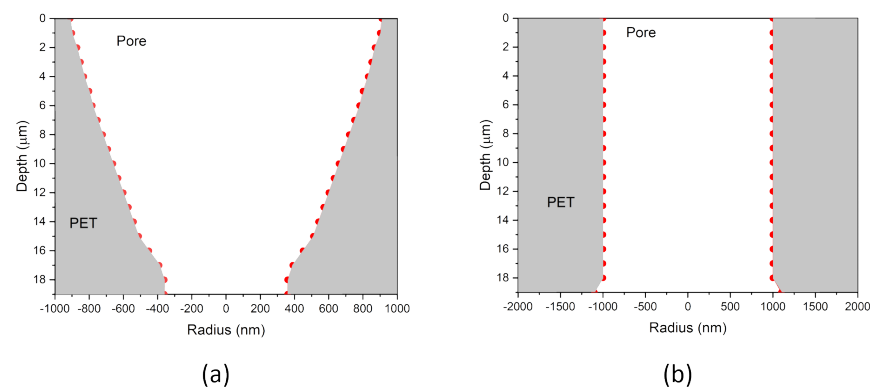 0
2
4
6
8
10
12
14
16
18
Depth (μm)
Pore
PET
-1000 -800 -600 -400 -200 0 200 400 600 800 1000
Radius (nm)
(a)
0
2
4
6
8
10
12
14
16
18
Depth (μm)
Pore
PET
-2000 -1500 -1000 -500 0 500 1000 1500 2000
Radius (nm)
(b)